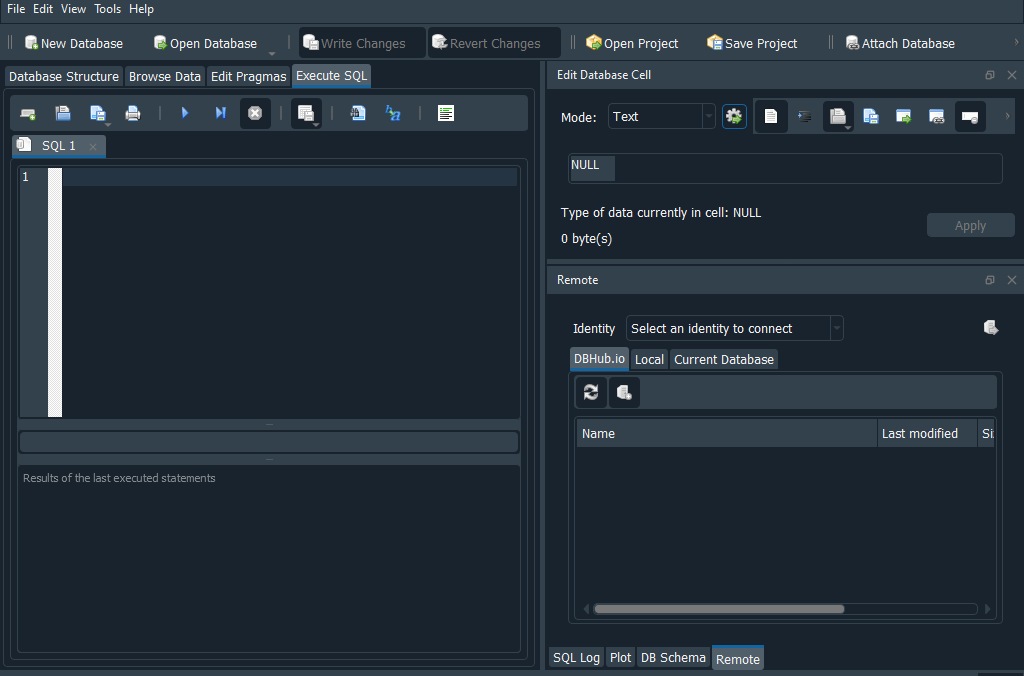 File Edit View Tools Help
New Database Open Database Write Changes Revert Changes Open Project Save Project Attach Database
Database Structure Browse Data Edit Pragmas Execute SQL
SQL 1
1
Results of the last executed statements
Edit Database Cell
Mode: Text
NULL
Type of data currently in cell: NULL
0 byte(s)
Apply
Remote
Identity Select an identity to connect
DBHub.io Local Current Database
Name Last modified
SQL Log Plot DB Schema Remote